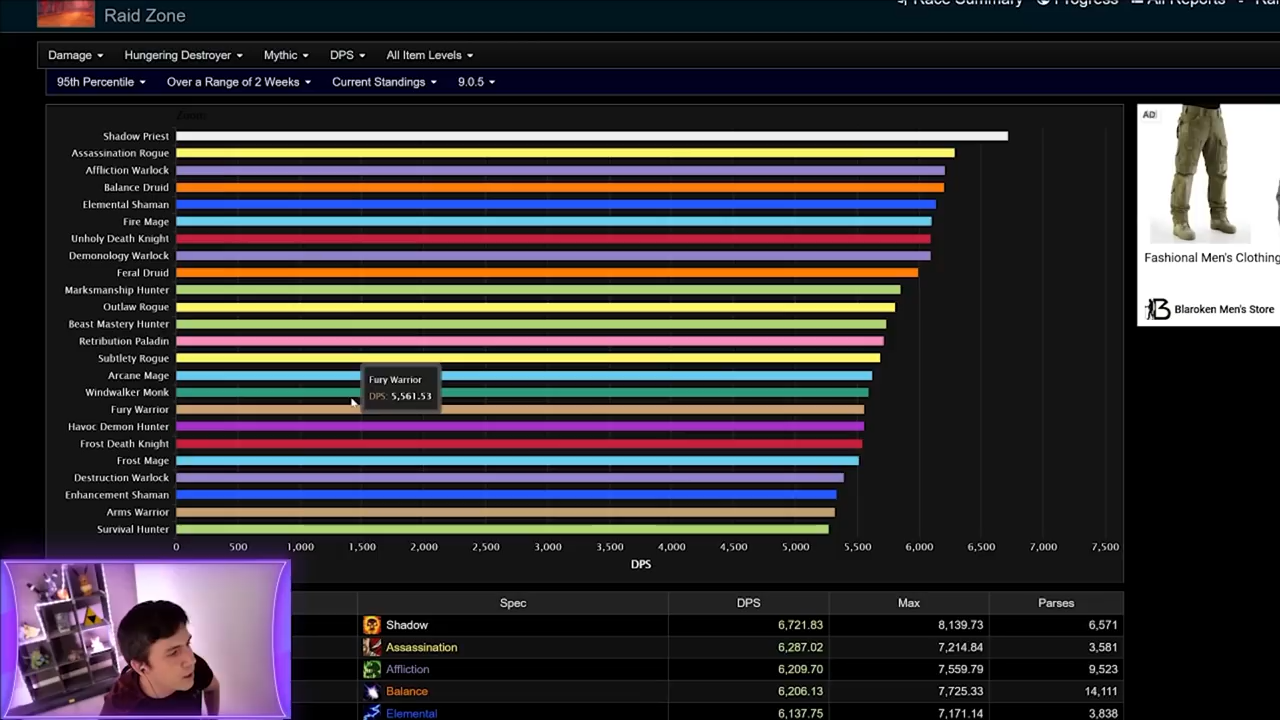 Raid Zone
Race Summary Progress All Reports
Damage Hungering Destroyer Mythic DPS All Item Levels
95th Percentile Over a Range of 2 Weeks Current Standings 9.0.5
Zoom
Shadow Priest
Assassination Rogue
Affliction Warlock
Balance Druid
Elemental Shaman
Fire Mage
Unholy Death Knight
Demonology Warlock
Feral Druid
Marksmanship Hunter
Outlaw Rogue
Beast Mastery Hunter
Retribution Paladin
Subtlety Rogue
Arcane Mage
Windwalker Monk
Fury Warrior
Havoc Demon Hunter
Frost Death Knight
Frost Mage
Destruction Warlock
Enhancement Shaman
Arms Warrior
Survival Hunter
Fury Warrior
DPS: 5,561.53
0 500 1,000 1,500 2,000 2,500 3,000 3,500 4,000 4,500 5,000 5,500 6,000 6,500 7,000 7,500
DPS
AD
Fashional Men's Clothing
B Blaroken Men's Store
Spec DPS Max Parses
Shadow 6,721.83 8,139.73 6,571
Assassination 6,287.02 7,214.84 3,581
Affliction 6,209.70 7,559.79 9,523
Balance 6,206.13 7,725.33 14,111
Elemental 6,137.75 7,171.14 3,838